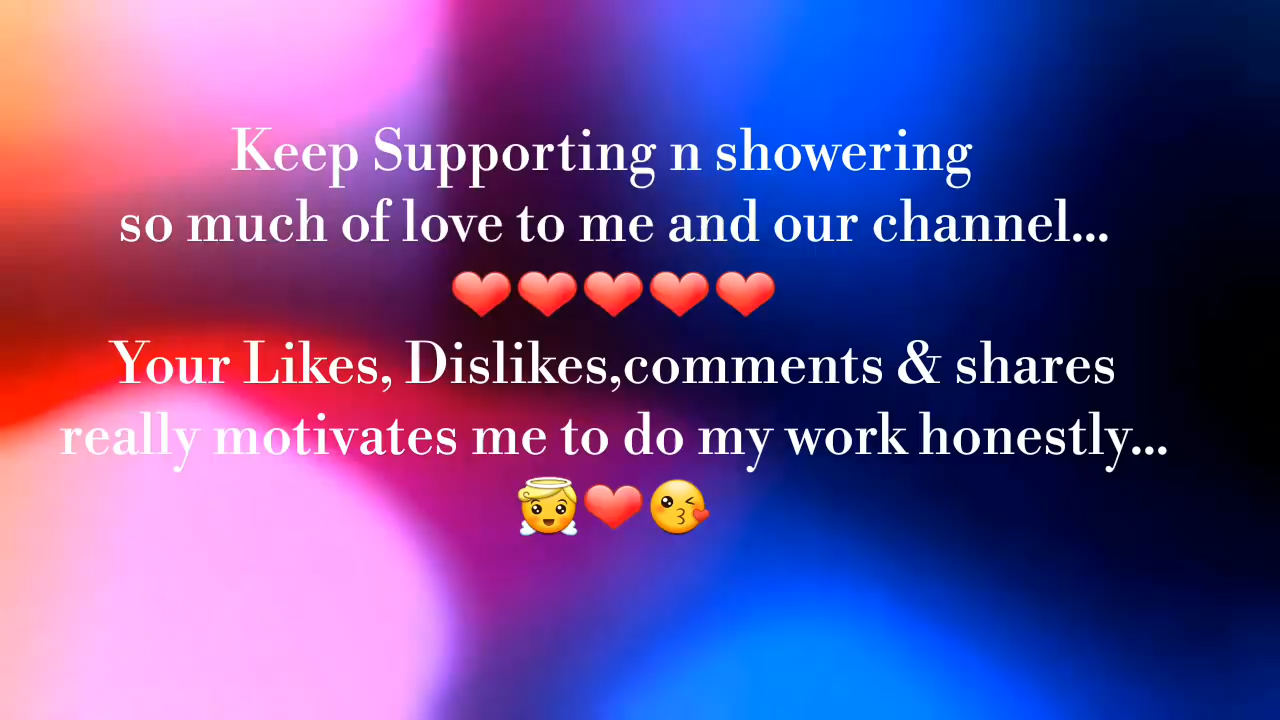 Keep Supporting n showering
so much of love to me and our channel...
❤❤❤❤❤
Your Likes, Dislikes,comments & shares
really motivates me to do my work honestly...
👼❤😘